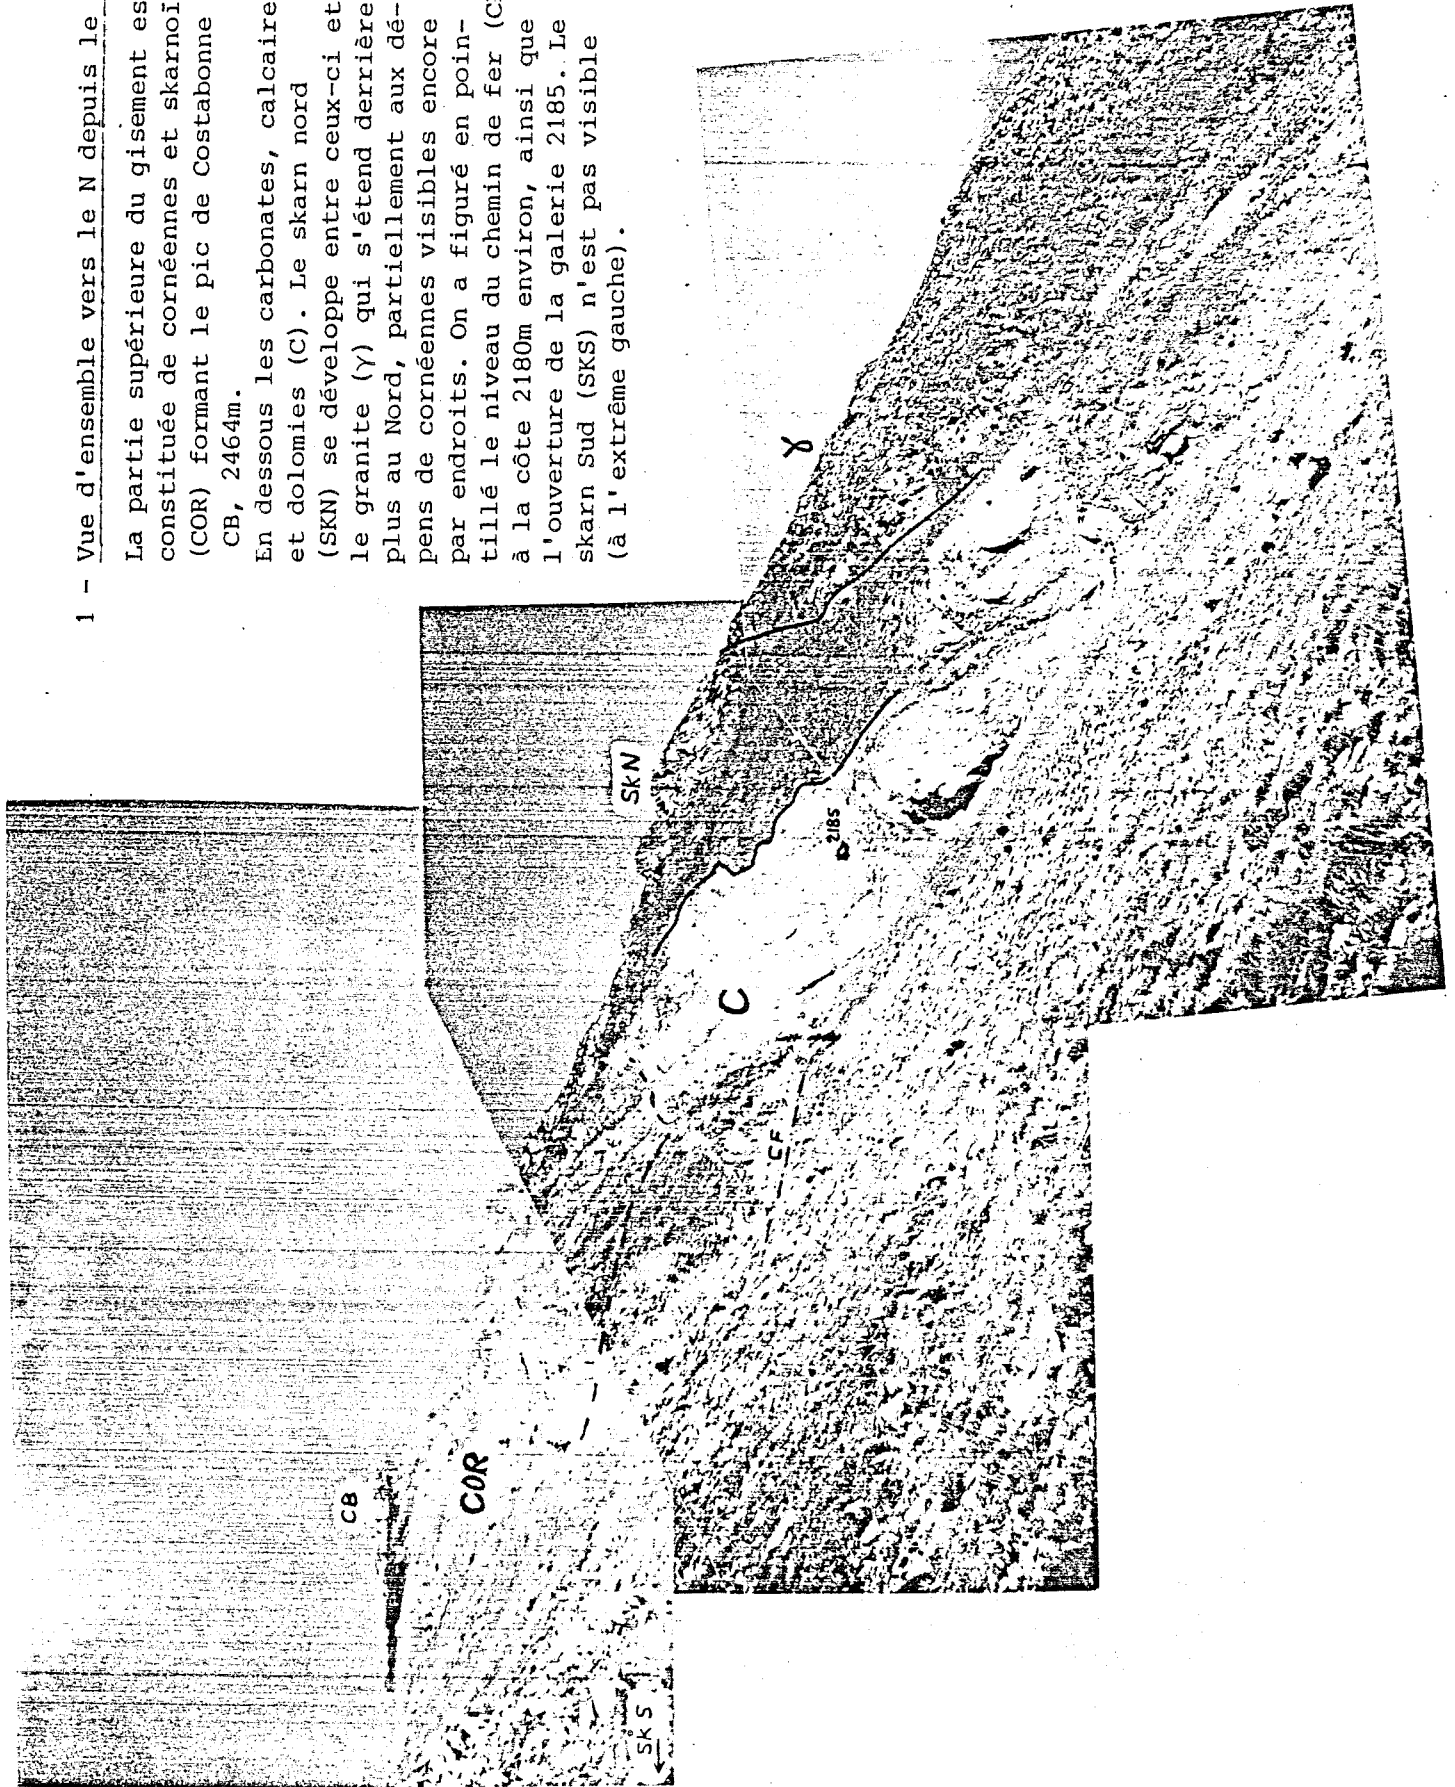 1 - Vue d'ensemble vers le N depuis le
La partie supérieure du gisement es
constituée de cornéennes et skarnoï
(COR) formant le pic de Costabonne
CB, 2464m.
En dessous les carbonates, calcaire
et dolomies (C). Le skarn nord
(SKN) se développe entre ceux-ci et
le granite (γ) qui s'étend derrière
plus au Nord, partiellement aux dé-
pens de cornéennes visibles encore
par endroits. On a figuré en poin-
tillé le niveau du chemin de fer (C
à la côte 2180m environ, ainsi que
l'ouverture de la galerie 2185. Le
skarn Sud (SKS) n'est pas visible
(à l'extrême gauche).
CB
COR
SKS
CF
C
2185
SKN
γ